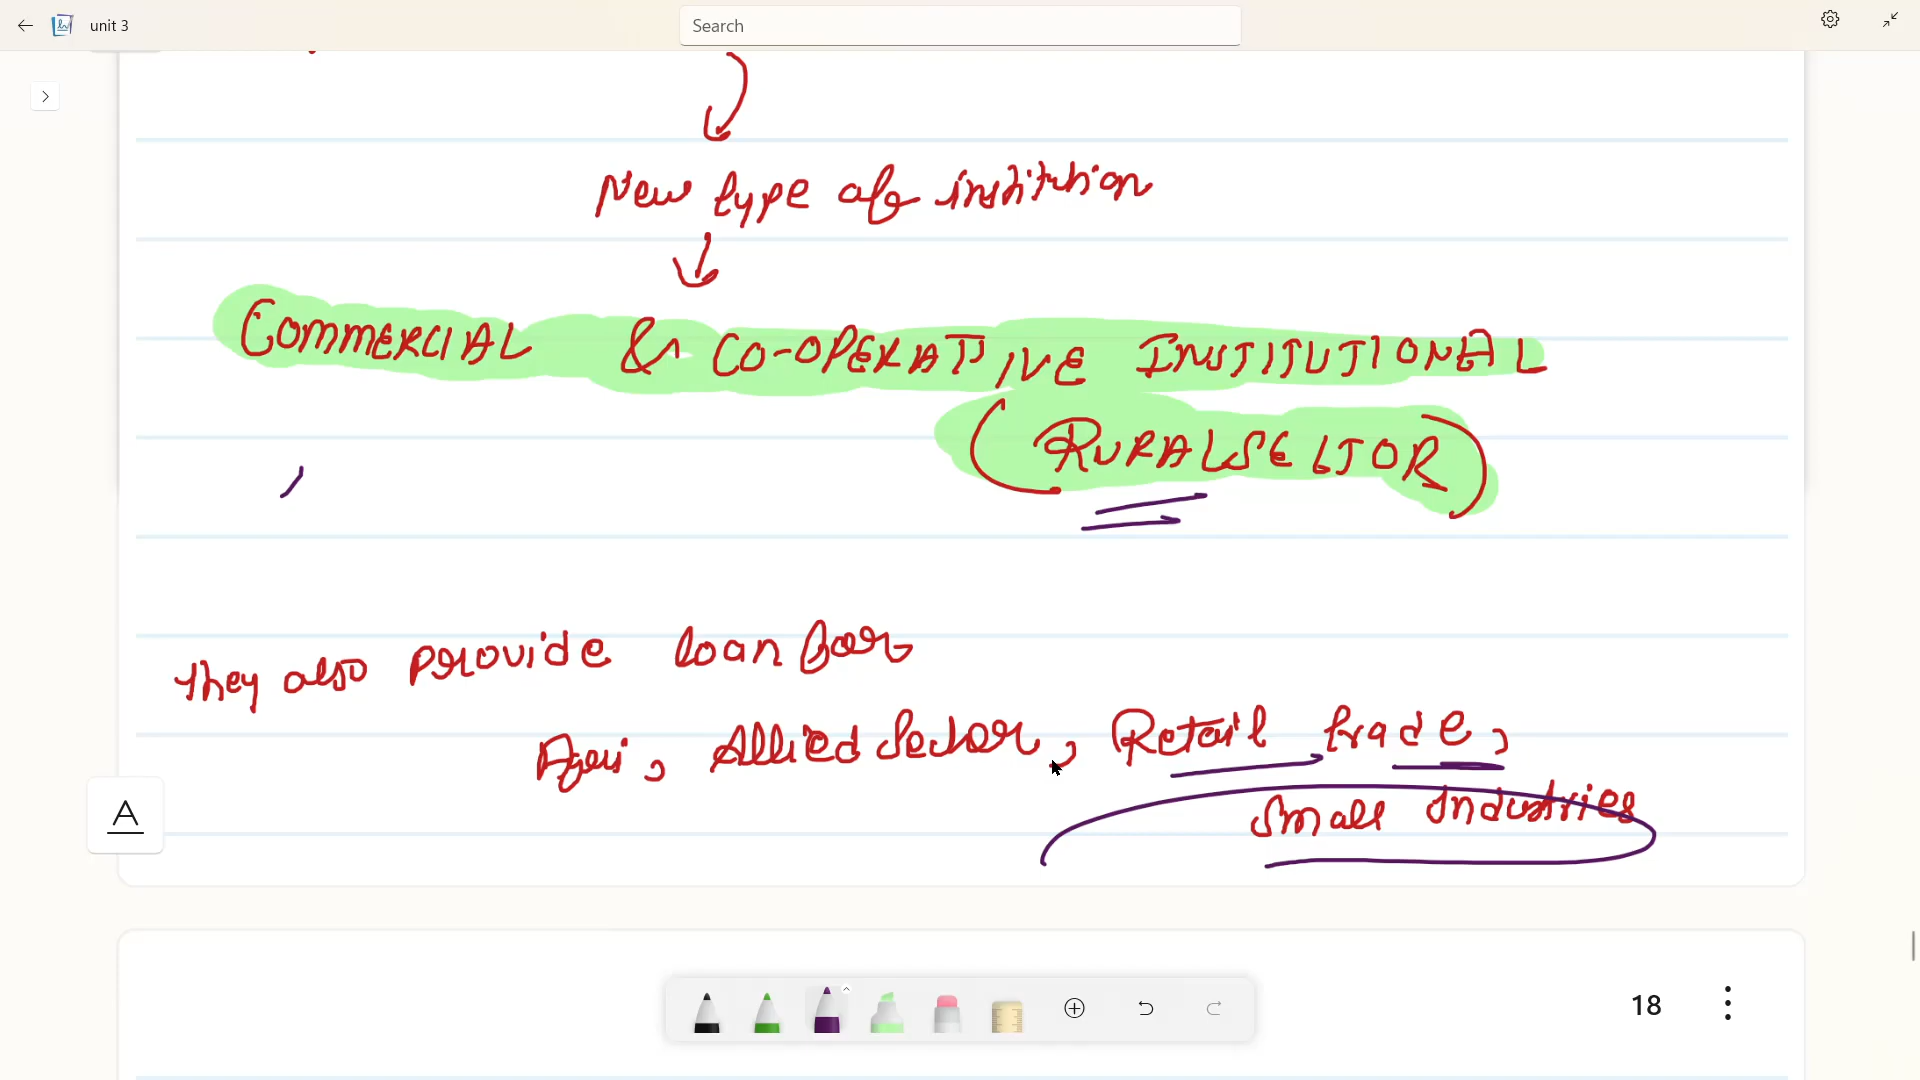 unit 3
Search
New type of institution
COMMERCIAL & CO-OPERATIVE INSTITUTIONAL
(RURAL SECTOR)
They also provide loan for
Agri, Allied Sector, Retail trade,
Small Industries
A
18